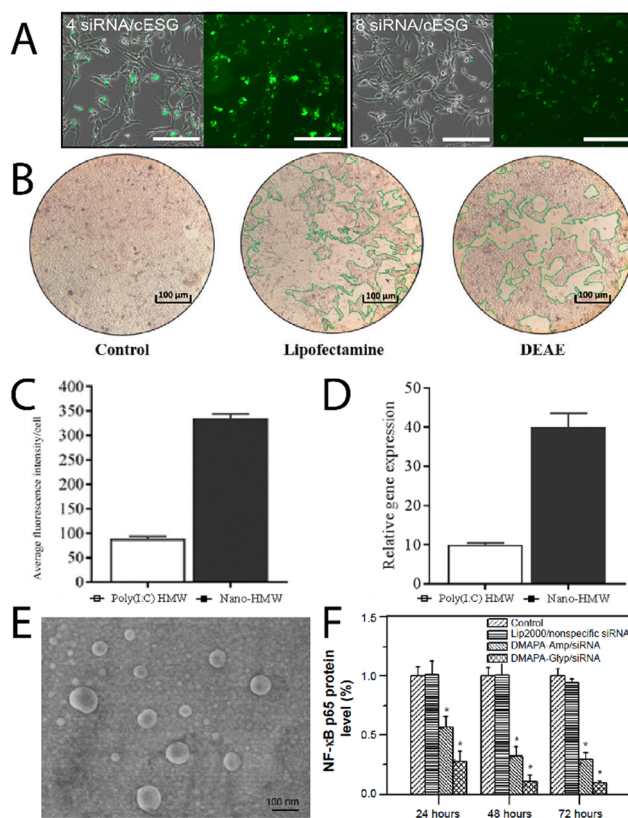 A
4 siRNA/cESG
8 siRNA/cESG
B
100 μm
100 μm
100 μm
Control
Lipofectamine
DEAE
C
Average fluorescence intensity/cell
400
350
300
250
200
150
100
50
0
Poly(I:C) HMW
Nano-HMW
D
Relative gene expression
50
40
30
20
10
0
Poly(I:C) HMW
Nano-HMW
E
100 nm
F
NF-κB p65 protein
level (%)
1.5
1.0
0.5
0.0
Control
Lip2000/nonspecific siRNA
DMAPA-Amp/siRNA
DMAPA-Glyp/siRNA
*
*
*
*
*
*
24 hours
48 hours
72 hours